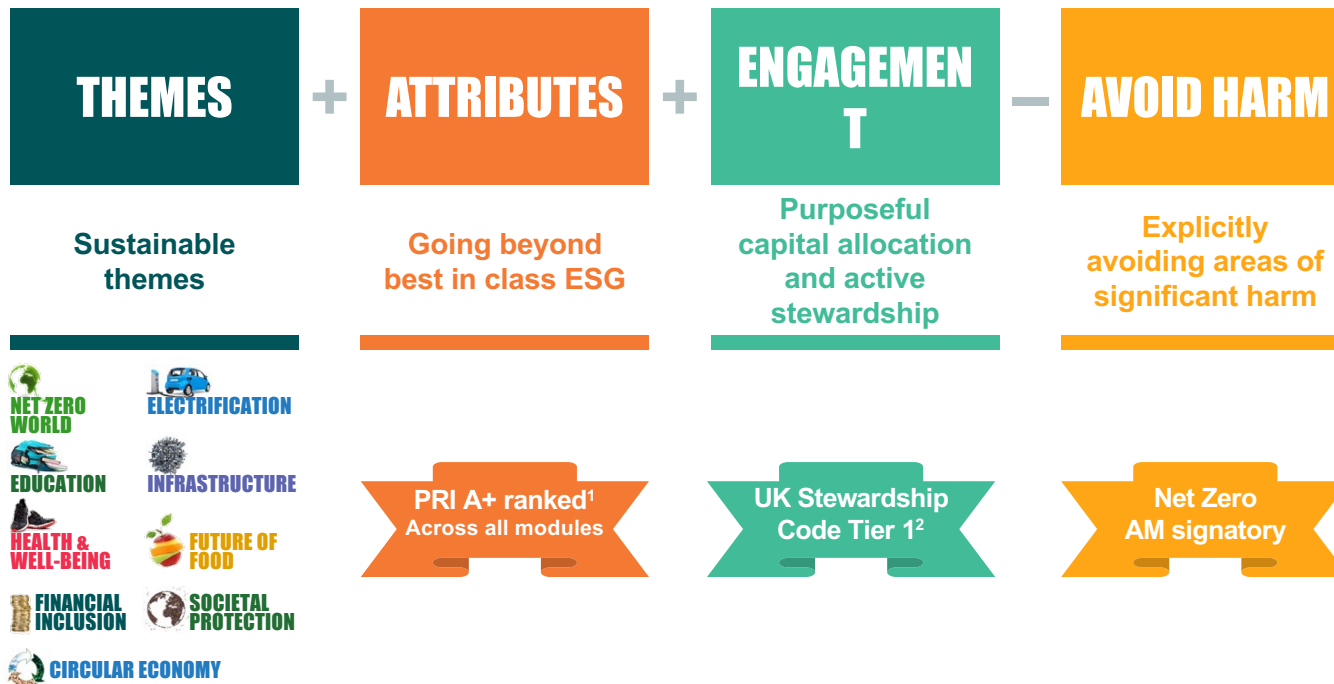 THEMES
+
ATTRIBUTES
+
ENGAGEMEN
T
–
AVOID HARM
Sustainable
themes
Going beyond
best in class ESG
Purposeful
capital allocation
and active
stewardship
Explicitly
avoiding areas of
significant harm
NET ZERO
WORLD
ELECTRIFICATION
EDUCATION
INFRASTRUCTURE
HEALTH &
WELL-BEING
FUTURE OF
FOOD
FINANCIAL
INCLUSION
SOCIETAL
PROTECTION
CIRCULAR ECONOMY
PRI A+ ranked¹
Across all modules
UK Stewardship
Code Tier 1²
Net Zero
AM signatory